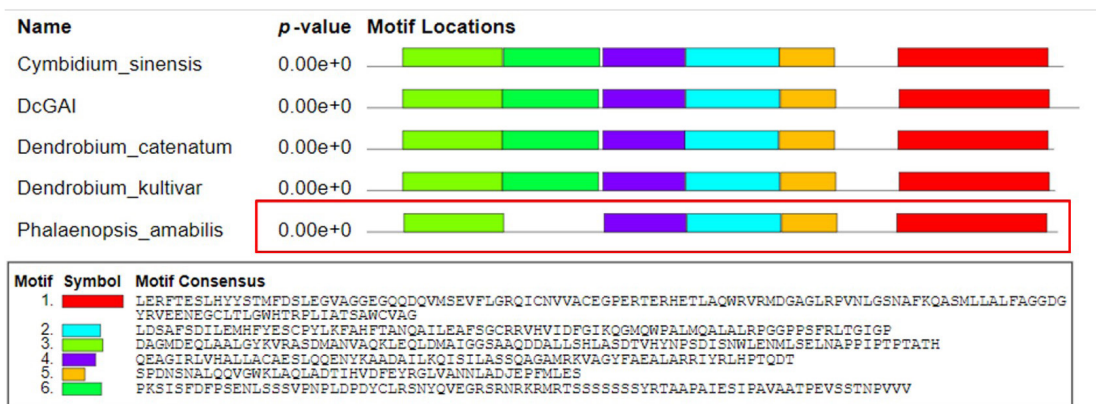 Name p-value Motif Locations
Cymbidium_sinensis 0.00e+0
DcGAI 0.00e+0
Dendrobium_catenatum 0.00e+0
Dendrobium_kultivar 0.00e+0
Phalaenopsis_amabilis 0.00e+0
Motif Symbol Motif Consensus
1. LERFTESLHYYSTMFDSLEGVAGGEGQQDQVMSEVFLGRQICNVVACEGPERTERHETLAQWRVRMDGAGLRPVNLGSNAFKQASMLLALFAGGDG
YRVEENEGCLTLGWHTRPLIATSAWCVAG
2. LDSAFSDILEMHFYESCPYLKFAHFTANQAILEAFSGCRRVHVIDFGIKQGMQWPALMQALALRPGGPPSFRLTGIGP
3. DAGMDEQLAALGYKVRASDMANVAQKLEQLDMAIGGSAAQDDALLSHLASDTVHYNPSDISNWLENMLSELNAPPIPTPTATH
4. QEAGIRLVHALLACAESLQQENYKAADAILKQISILASSQAGAMRKVAGYFAEALARRIYRLHPTQDT
5. SPDNSNALQQVGWKLAQLADTIHVDFEYRGLVANNLADJEPFMLES
6. PKSISFDFPSENLSSSVPNPLDPDYCLRSNYQVEGRSRNRKRMRTSSSSSSSYRTAAPAIESIPAVAATPEVSSTNPVVV